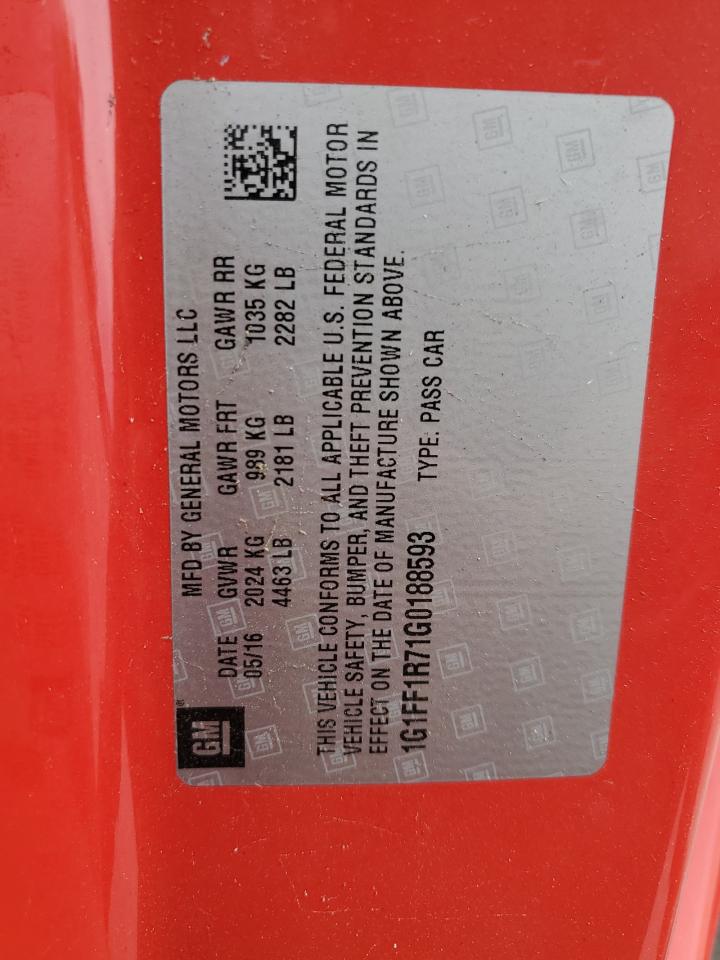 GM
MFD BY GENERAL MOTORS LLC
DATE GVWR GAWR FRT GAWR RR
05/16 2024 KG 989 KG 1035 KG
4463 LB 2181 LB 2282 LB
THIS VEHICLE CONFORMS TO ALL APPLICABLE U.S. FEDERAL MOTOR
VEHICLE SAFETY, BUMPER, AND THEFT PREVENTION STANDARDS IN
EFFECT ON THE DATE OF MANUFACTURE SHOWN ABOVE.
1G1FF1R71G0188593 TYPE: PASS CAR